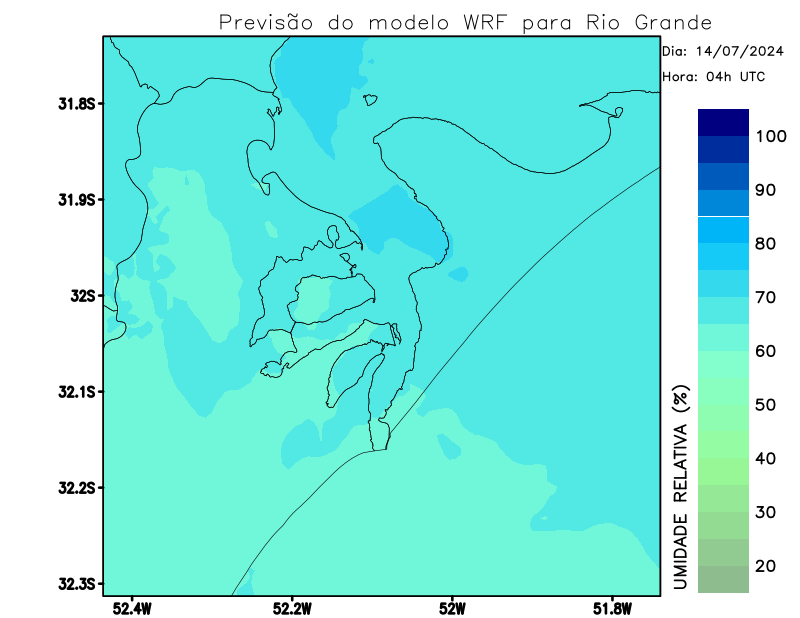 Previsão do modelo WRF para Rio Grande
Dia: 14/07/2024
Hora: 04h UTC
31.8S
31.9S
32S
32.1S
32.2S
32.3S
52.4W
52.2W
52W
51.8W
100
90
80
70
60
50
40
30
20
UMIDADE RELATIVA (%)